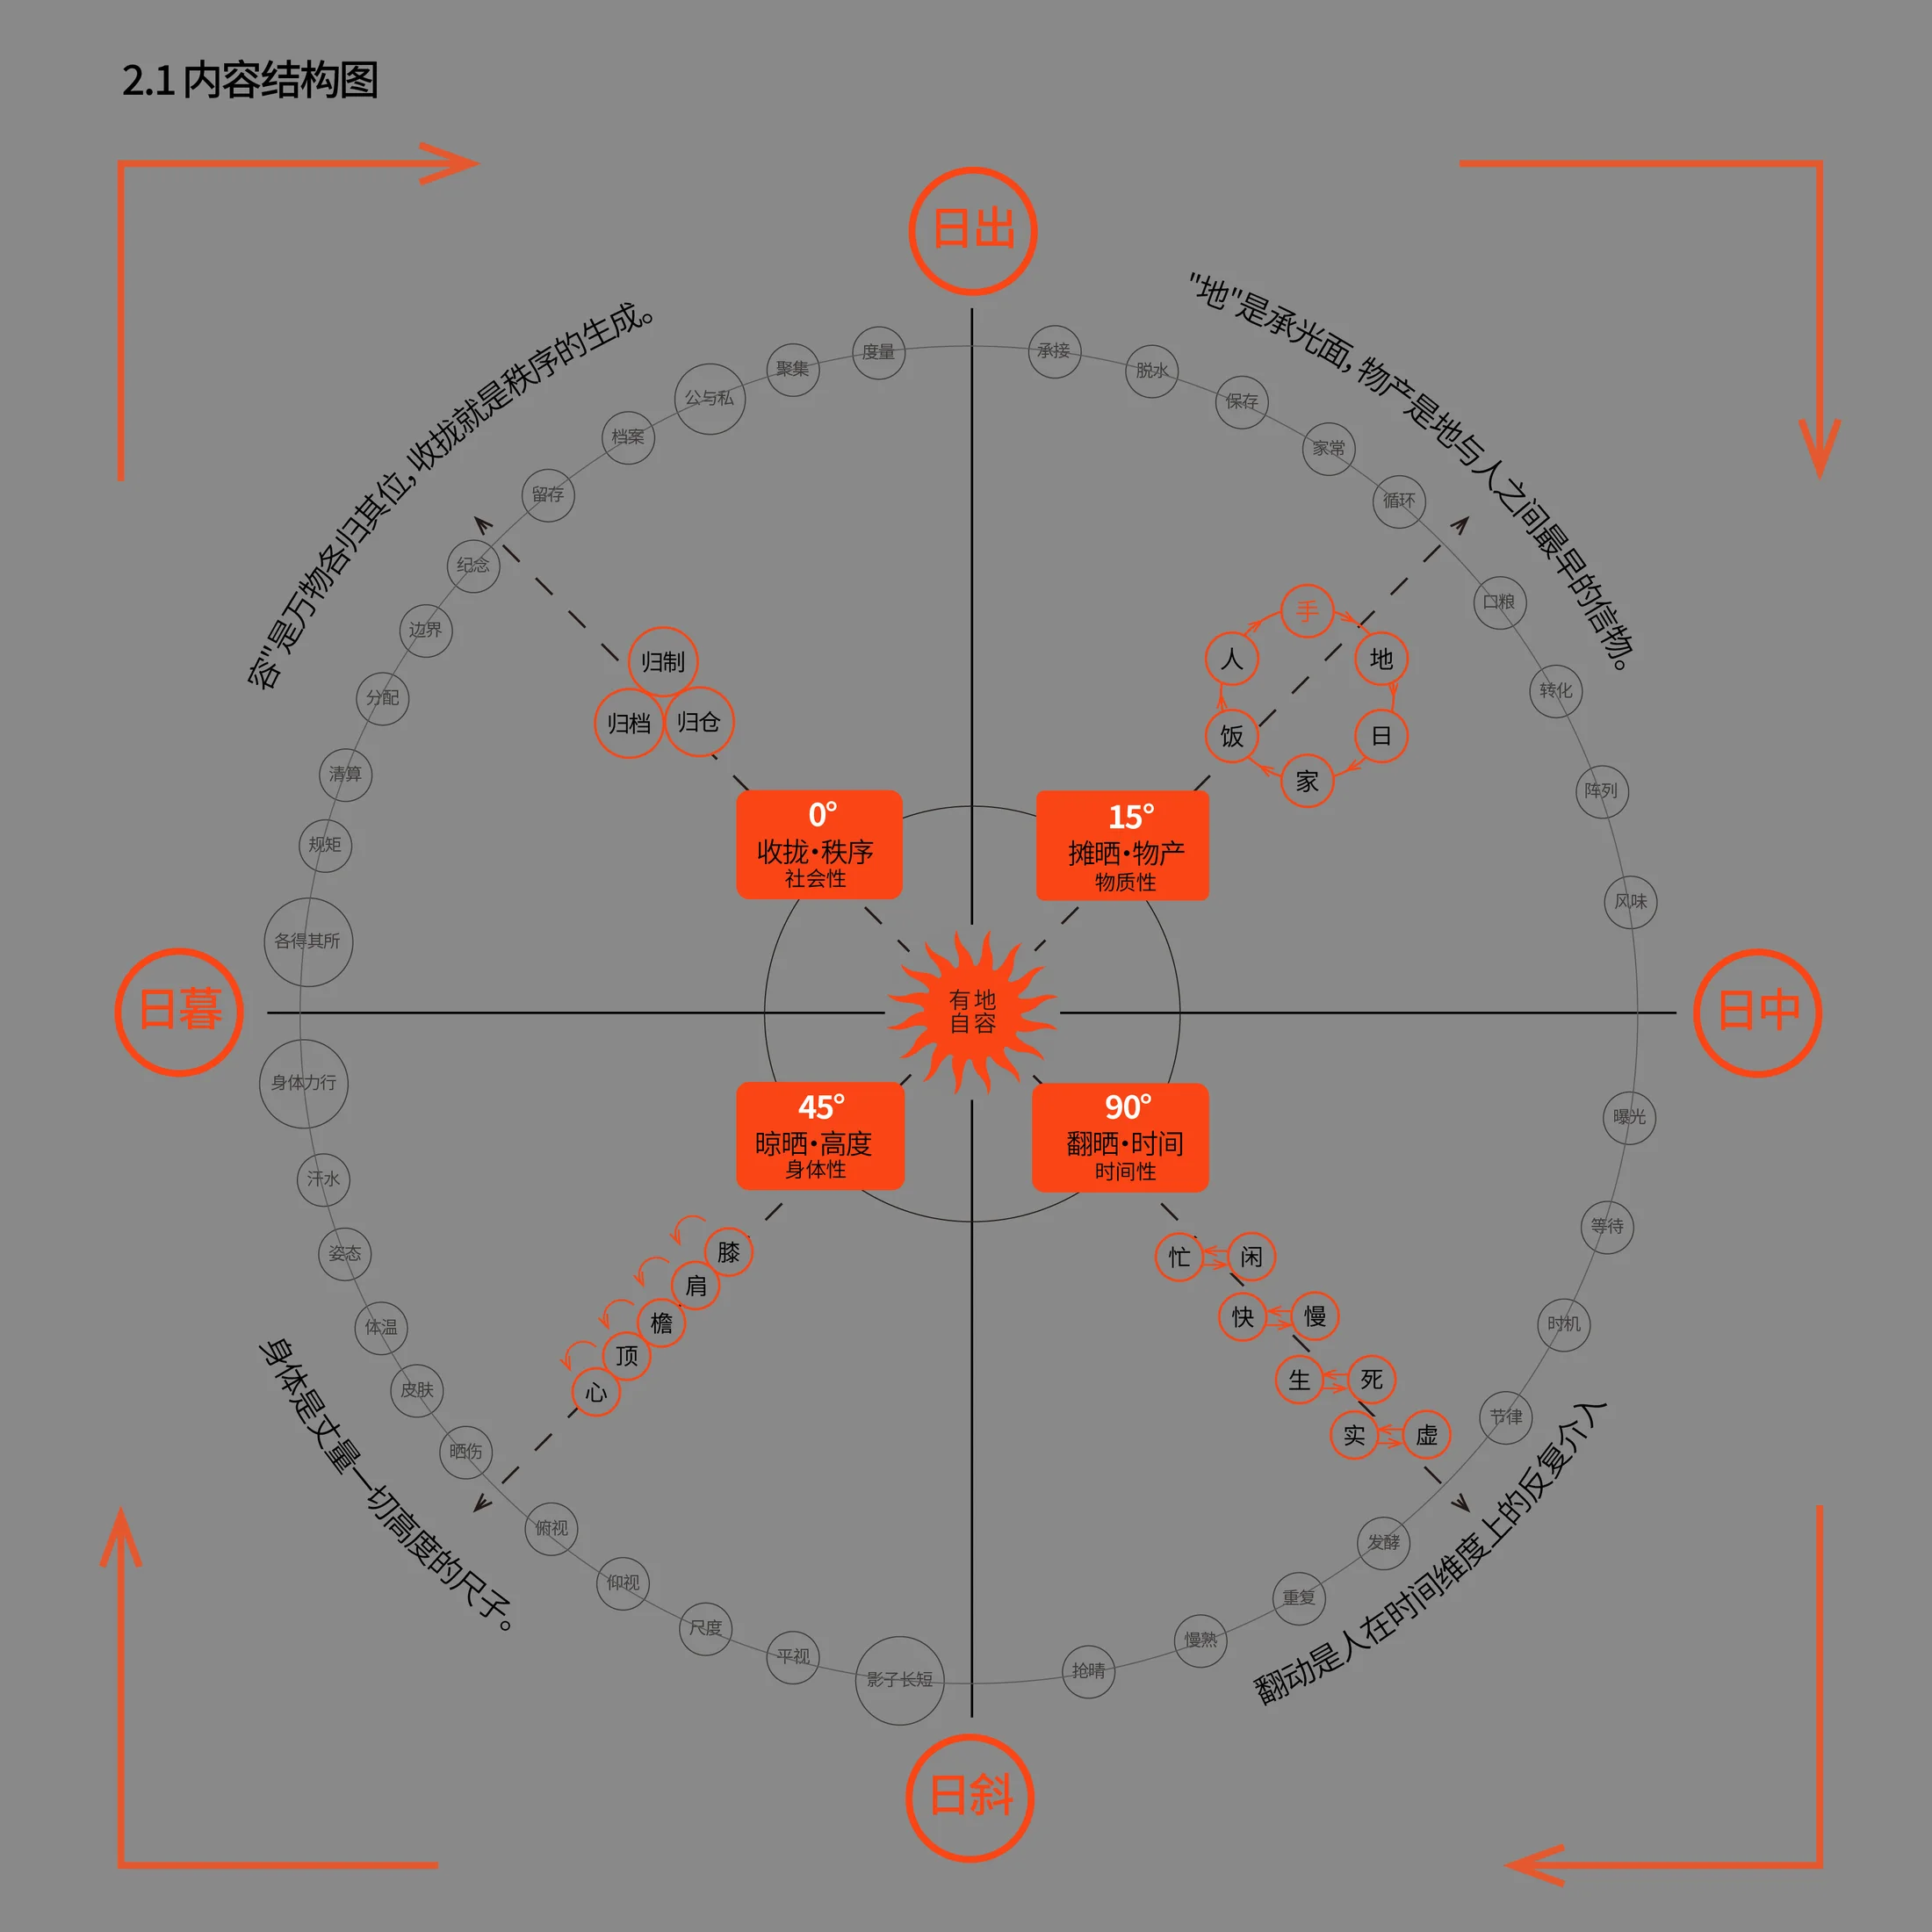 2.1 内容结构图
日出
"地"是承光面，物产是地与人之间最早的信物。
容"是万物各归其位，收拢就是秩序的生成。
度量
聚集
公与私
档案
留存
纪念
边界
分配
清算
规矩
各得其所
承接
脱水
保存
家常
循环
口粮
转化
阵列
风味
归制
归档
归仓
手
地
日
家
饭
人
0°
收拢·秩序
社会性
15°
摊晒·物产
物质性
日暮
有地
自容
日中
45°
晾晒·高度
身体性
90°
翻晒·时间
时间性
膝
肩
檐
顶
心
忙
闲
快
慢
生
死
实
虚
身体力行
汗水
姿态
体温
皮肤
晒伤
俯视
仰视
尺度
平视
影子长短
曝光
等待
时机
节律
发酵
重复
慢熟
抢晴
身体是丈量一切高度的尺子。
翻动是人在时间维度上的反复介入
日斜